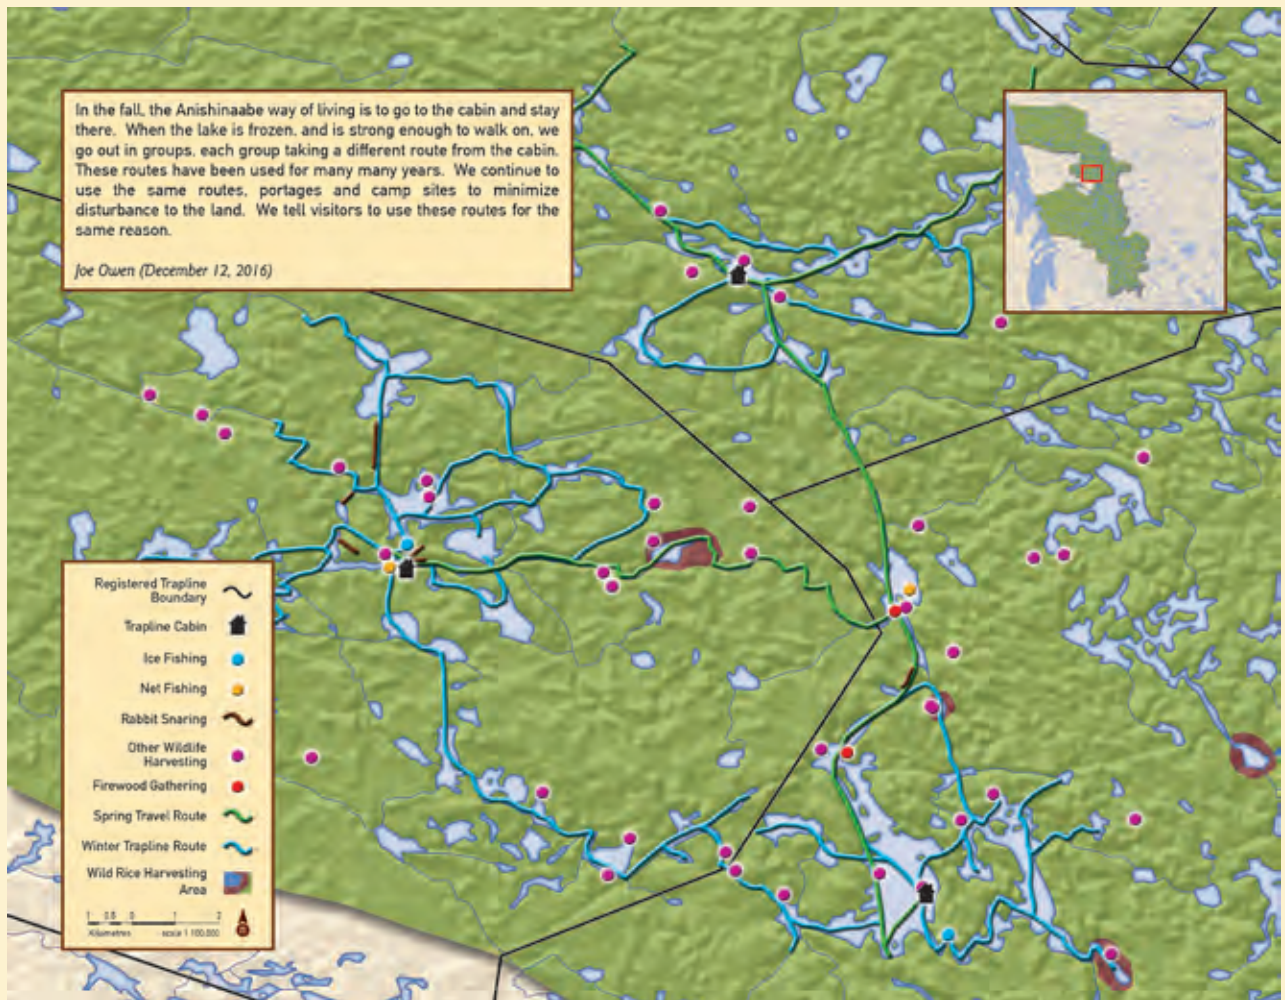 In the fall, the Anishinaabe way of living is to go to the cabin and stay
there. When the lake is frozen, and is strong enough to walk on, we
go out in groups, each group taking a different route from the cabin.
These routes have been used for many many years. We continue to
use the same routes, portages and camp sites to minimize
disturbance to the land. We tell visitors to use these routes for the
same reason.
Joe Owen (December 12, 2016)
Registered Trapline
Boundary
Trapline Cabin
Ice Fishing
Net Fishing
Rabbit Snaring
Other Wildlife
Harvesting
Firewood Gathering
Spring Travel Route
Winter Trapline Route
Wild Rice Harvesting
Area
1 0.5 0 1 2
Kilometres scale 1:100,000